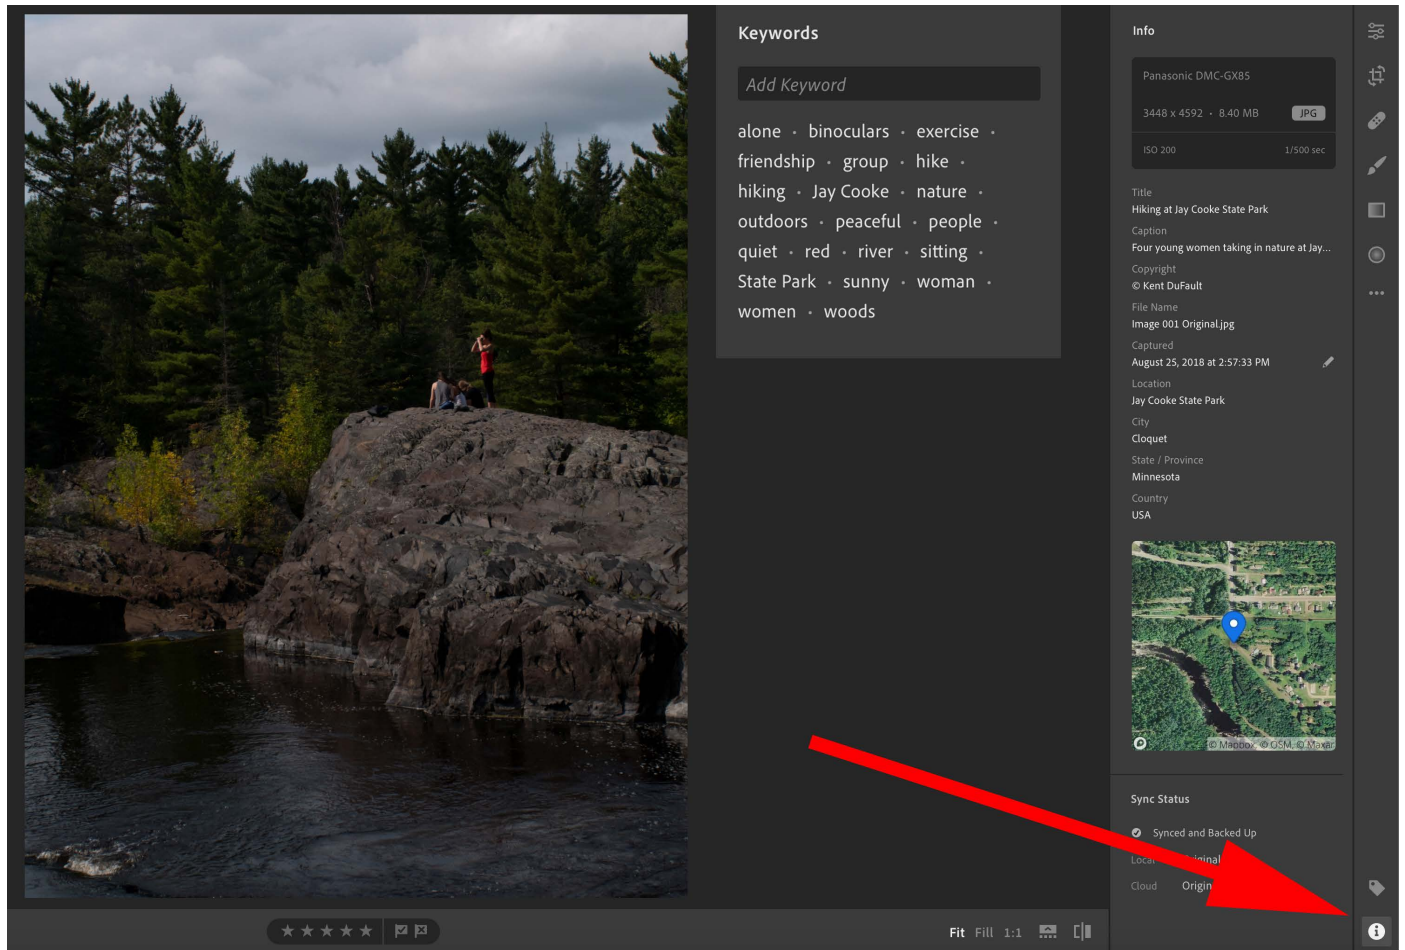 Keywords
Add Keyword
alone · binoculars · exercise ·
friendship · group · hike ·
hiking · Jay Cooke · nature ·
outdoors · peaceful · people ·
quiet · red · river · sitting ·
State Park · sunny · woman ·
women · woods
Info
Panasonic DMC-GX85
3448 x 4592 · 8.40 MB JPG
ISO 200 1/500 sec
Title
Hiking at Jay Cooke State Park
Caption
Four young women taking in nature at Jay...
Copyright
© Kent DuFault
File Name
Image 001 Original.jpg
Captured
August 25, 2018 at 2:57:33 PM
Location
Jay Cooke State Park
City
Cloquet
State / Province
Minnesota
Country
USA
© Mapbox, © OSM, © Maxar
Sync Status
Synced and Backed Up
Cloud
Fit Fill 1:1